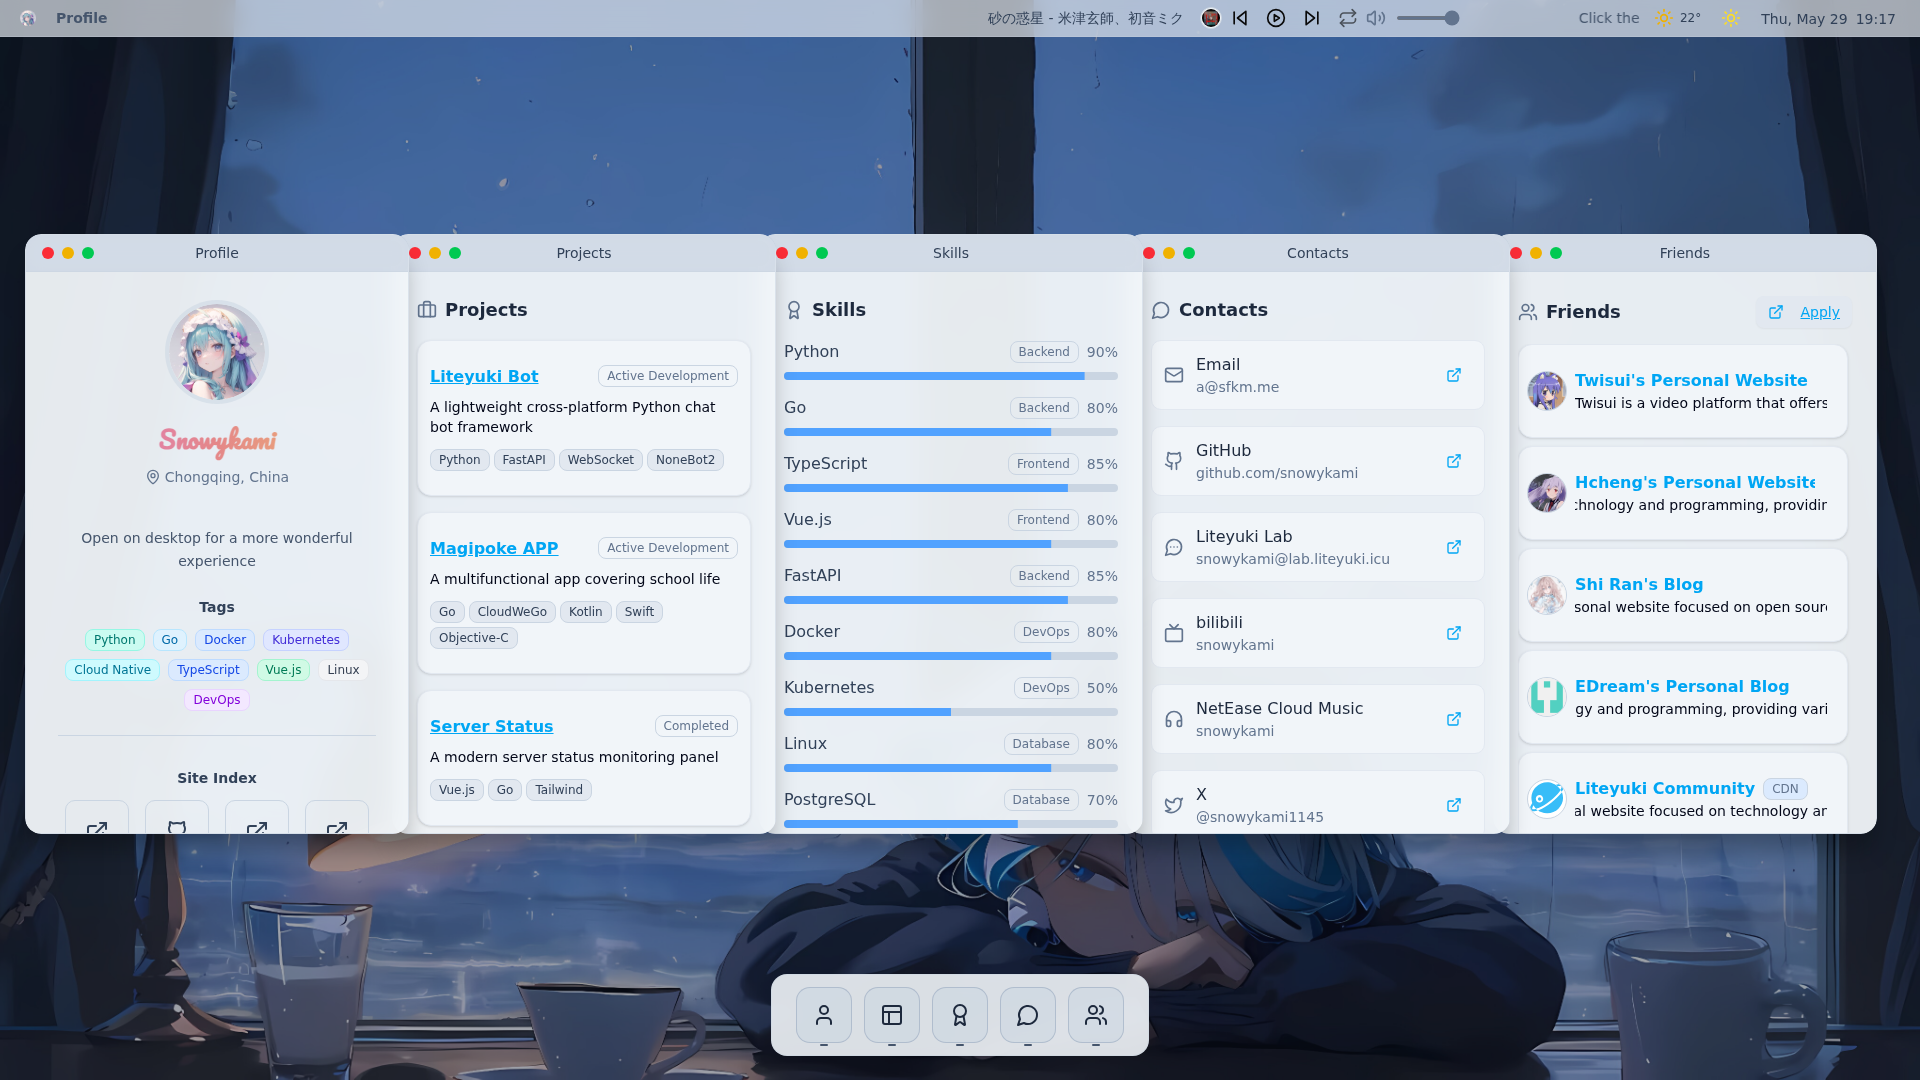 Profile
砂の惑星 - 米津玄師、初音ミク
Click the
22°
Thu, May 29 19:17
Profile
Snowykami
Chongqing, China
Open on desktop for a more wonderful
experience
Tags
Python Go Docker Kubernetes
Cloud Native TypeScript Vue.js Linux
DevOps
Site Index
Projects
Projects
Liteyuki Bot Active Development
A lightweight cross-platform Python chat
bot framework
Python FastAPI WebSocket NoneBot2
Magipoke APP Active Development
A multifunctional app covering school life
Go CloudWeGo Kotlin Swift
Objective-C
Server Status Completed
A modern server status monitoring panel
Vue.js Go Tailwind
Skills
Skills
Python Backend 90%
Go Backend 80%
TypeScript Frontend 85%
Vue.js Frontend 80%
FastAPI Backend 85%
Docker DevOps 80%
Kubernetes DevOps 50%
Linux Database 80%
PostgreSQL Database 70%
Contacts
Contacts
Email
a@sfkm.me
GitHub
github.com/snowykami
Liteyuki Lab
snowykami@lab.liteyuki.icu
bilibili
snowykami
NetEase Cloud Music
snowykami
X
@snowykami1145
Friends
Friends Apply
Twisui's Personal Website
Twisui is a video platform that offers
Hcheng's Personal Website
chnology and programming, providin
Shi Ran's Blog
sonal website focused on open sourc
EDream's Personal Blog
gy and programming, providing vari
Liteyuki Community CDN
al website focused on technology an